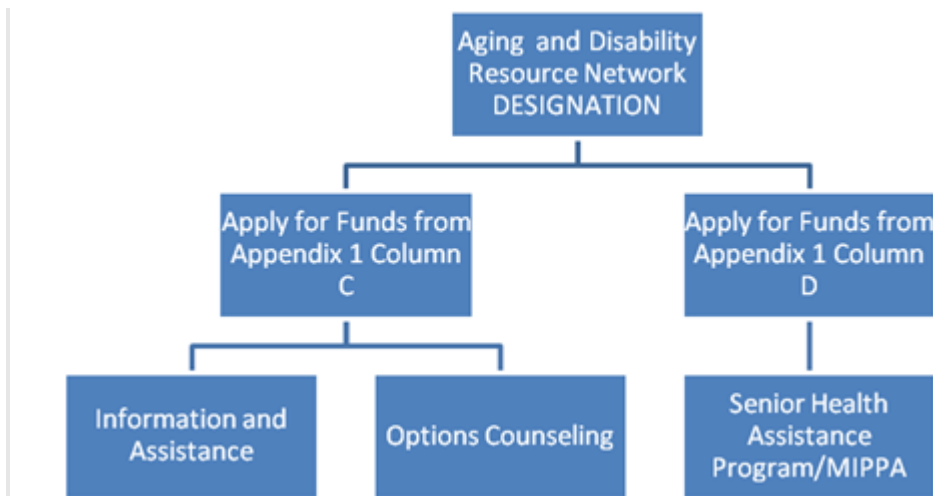 Aging and Disability
Resource Network
DESIGNATION
Apply for Funds from
Appendix 1 Column
C
Apply for Funds from
Appendix 1 Column
D
Information and
Assistance
Options Counseling
Senior Health
Assistance
Program/MIPPA